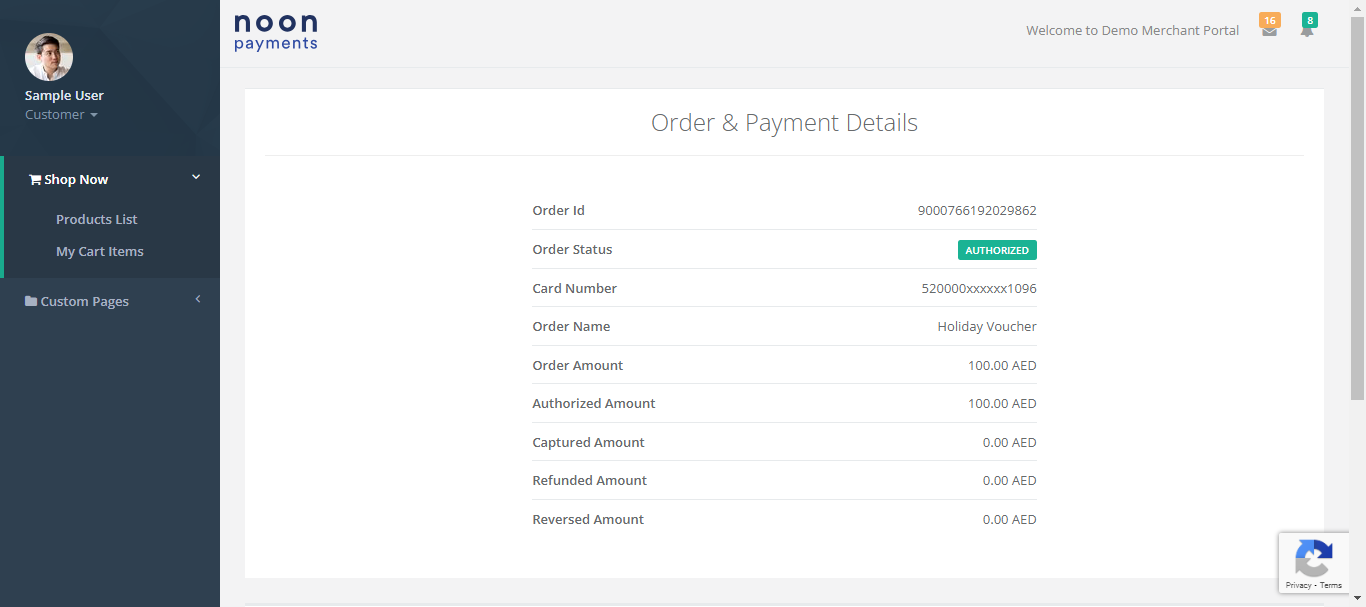 noon
payments
Welcome to Demo Merchant Portal
16
8
Sample User
Customer
Shop Now
Products List
My Cart Items
Custom Pages
Order & Payment Details
Order Id 9000766192029862
Order Status AUTHORIZED
Card Number 520000xxxxxx1096
Order Name Holiday Voucher
Order Amount 100.00 AED
Authorized Amount 100.00 AED
Captured Amount 0.00 AED
Refunded Amount 0.00 AED
Reversed Amount 0.00 AED
Privacy - Terms